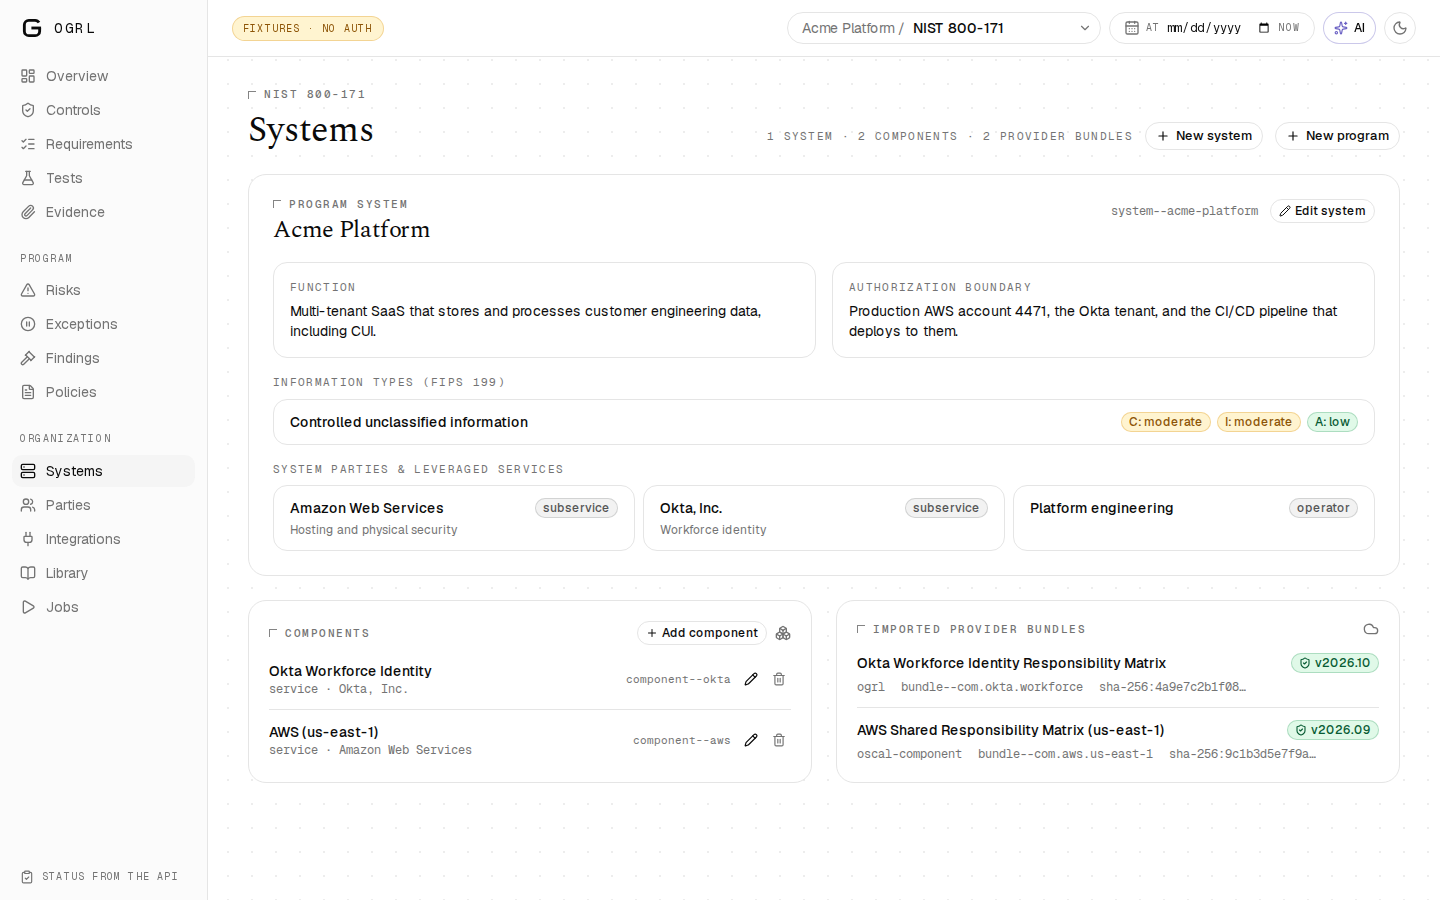 OGRL
FIXTURES · NO AUTH
Acme Platform / NIST 800-171
AT mm/dd/yyyy NOW
AI
Overview
Controls
Requirements
Tests
Evidence
PROGRAM
Risks
Exceptions
Findings
Policies
ORGANIZATION
Systems
Parties
Integrations
Library
Jobs
STATUS FROM THE API
NIST 800-171
Systems
1 SYSTEM · 2 COMPONENTS · 2 PROVIDER BUNDLES
New system
New program
PROGRAM SYSTEM
Acme Platform
system--acme-platform
Edit system
FUNCTION
Multi-tenant SaaS that stores and processes customer engineering data,
including CUI.
AUTHORIZATION BOUNDARY
Production AWS account 4471, the Okta tenant, and the CI/CD pipeline that
deploys to them.
INFORMATION TYPES (FIPS 199)
Controlled unclassified information
C: moderate
I: moderate
A: low
SYSTEM PARTIES & LEVERAGED SERVICES
Amazon Web Services
subservice
Hosting and physical security
Okta, Inc.
subservice
Workforce identity
Platform engineering
operator
COMPONENTS
Add component
Okta Workforce Identity
service · Okta, Inc.
component--okta
AWS (us-east-1)
service · Amazon Web Services
component--aws
IMPORTED PROVIDER BUNDLES
Okta Workforce Identity Responsibility Matrix
v2026.10
ogrl bundle--com.okta.workforce sha-256:4a9e7c2b1f08…
AWS Shared Responsibility Matrix (us-east-1)
v2026.09
oscal-component bundle--com.aws.us-east-1 sha-256:9c1b3d5e7f9a…